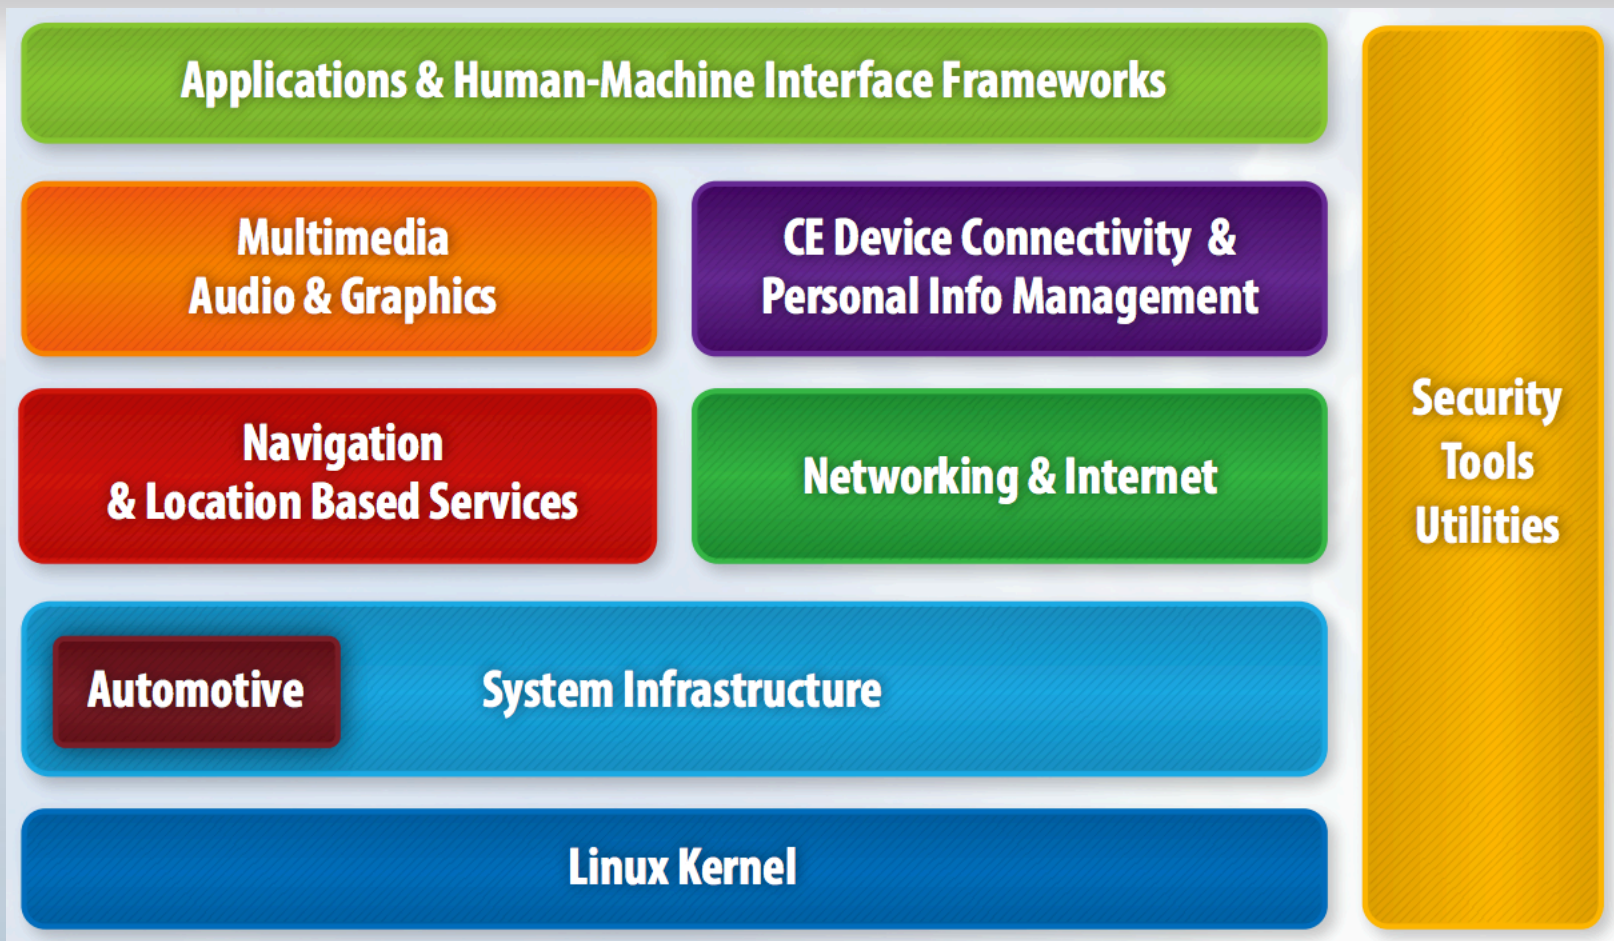 Applications & Human-Machine Interface Frameworks
Multimedia
Audio & Graphics
CE Device Connectivity &
Personal Info Management
Navigation
& Location Based Services
Networking & Internet
Automotive
System Infrastructure
Linux Kernel
Security
Tools
Utilities